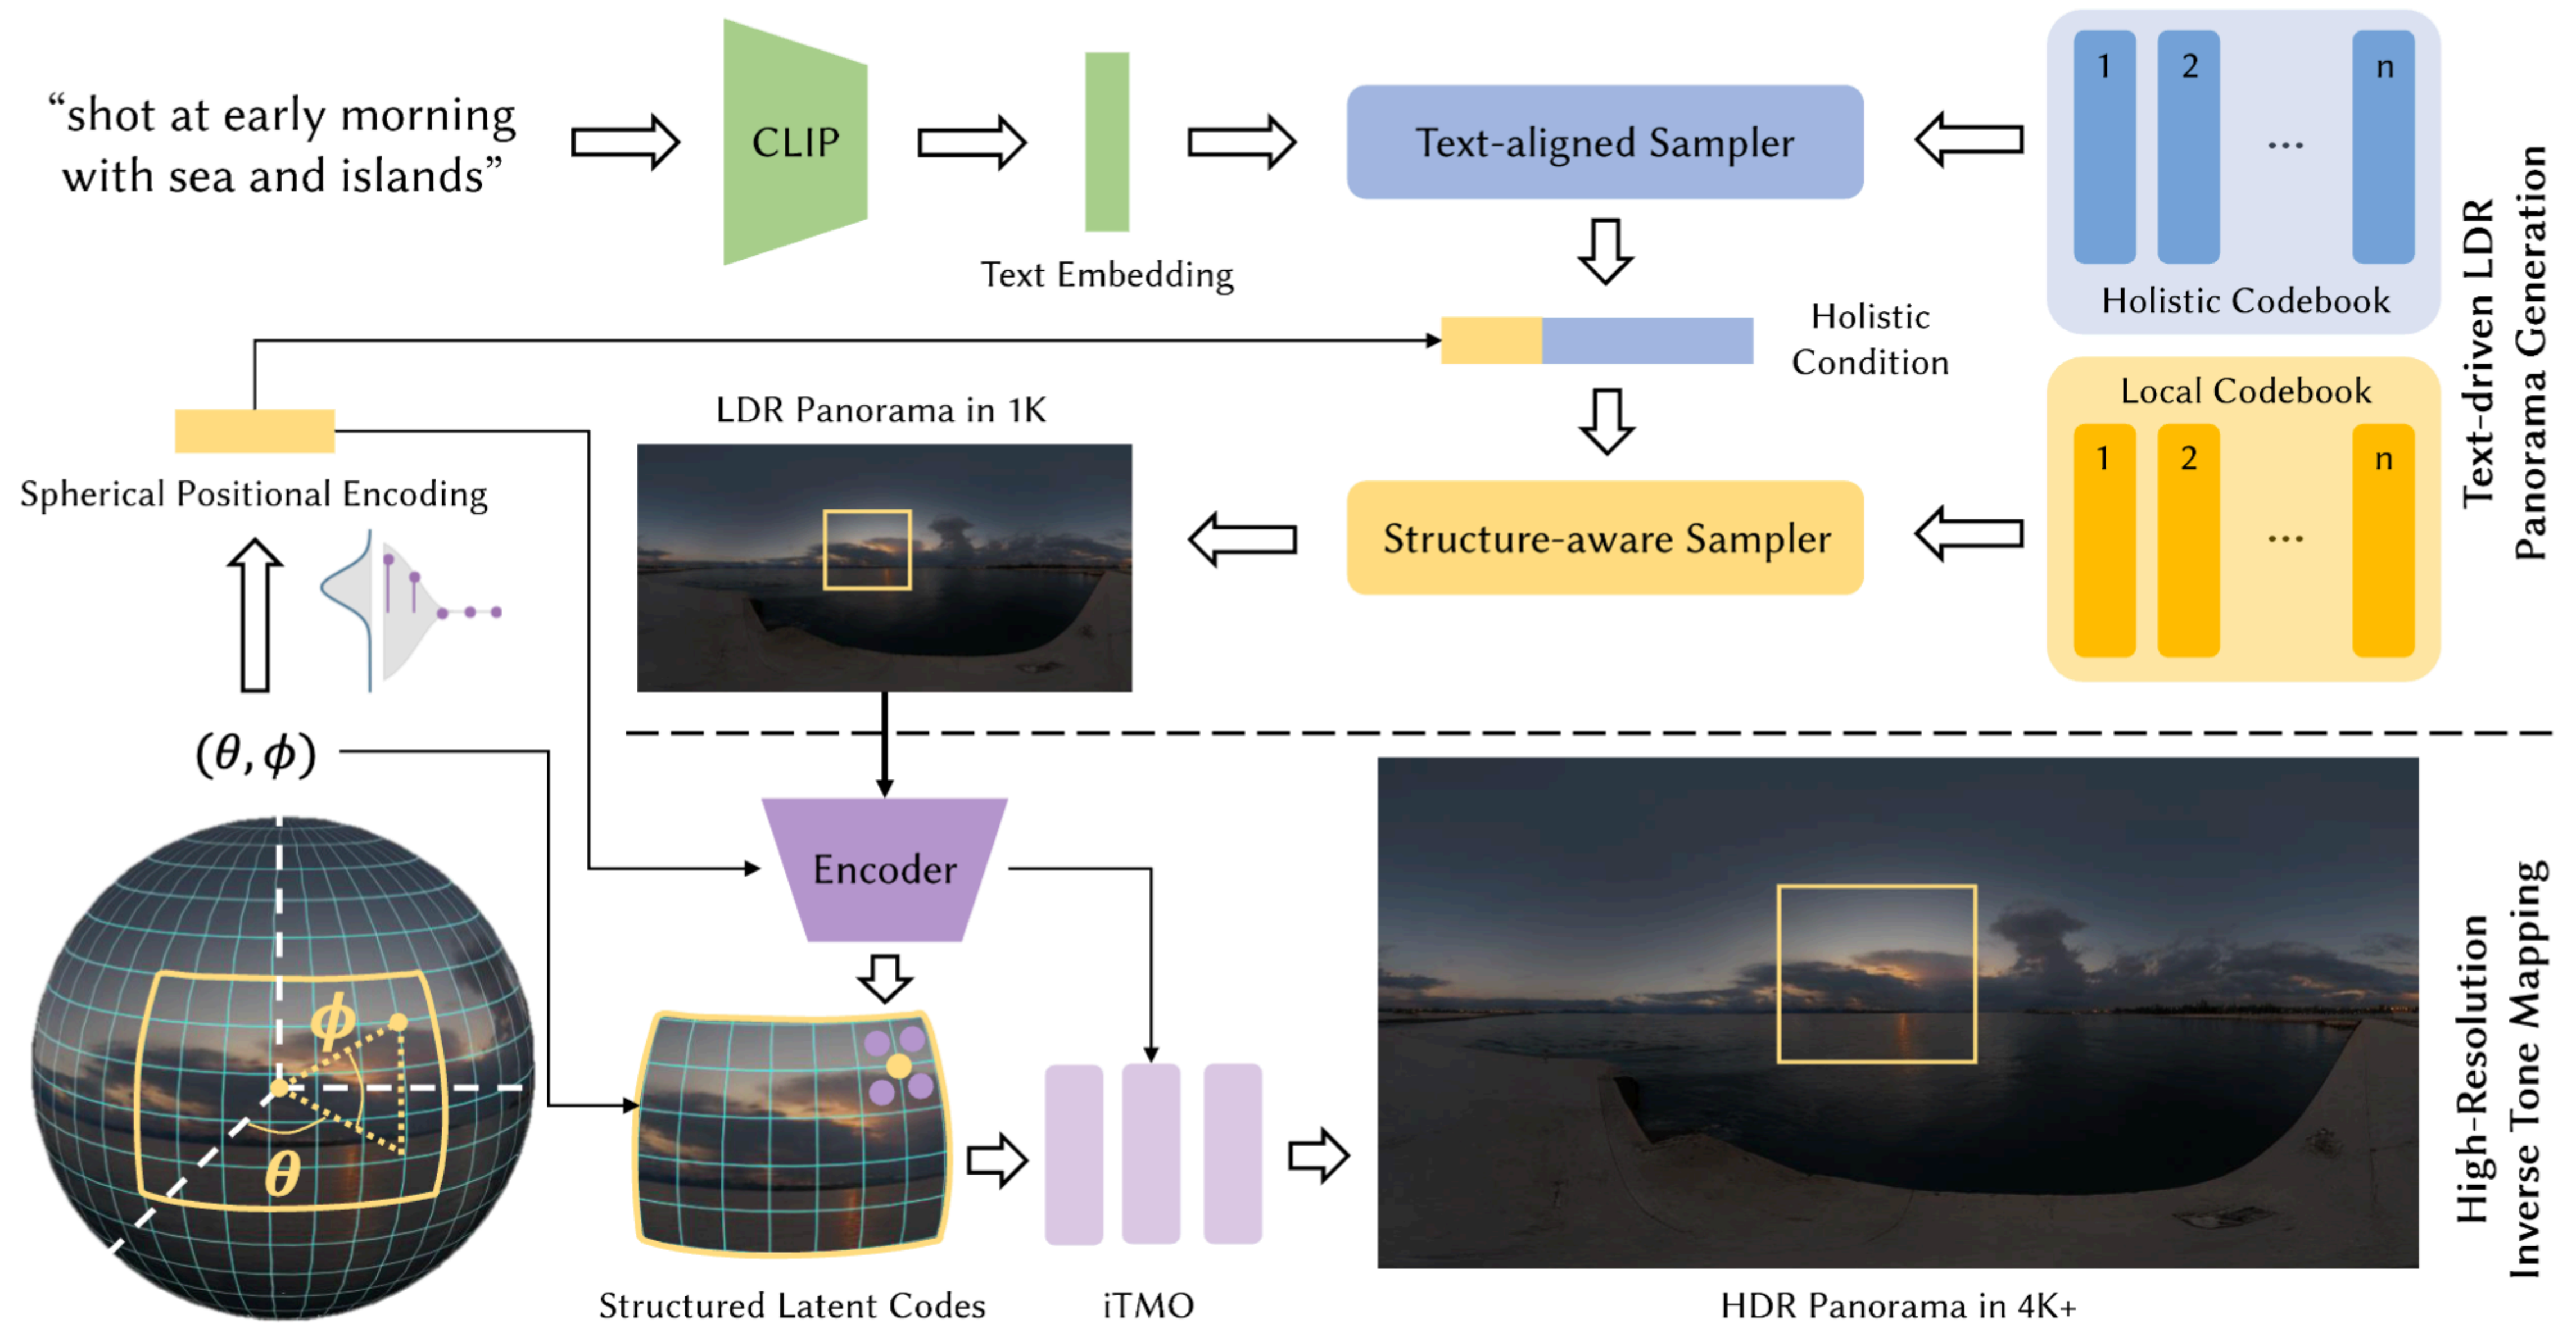 “shot at early morning
with sea and islands”
CLIP
Text Embedding
Text-aligned Sampler
1
2
...
n
Holistic Codebook
Holistic
Condition
Local Codebook
1
2
...
n
Structure-aware Sampler
LDR Panorama in 1K
Text-driven LDR
Panorama Generation
Spherical Positional Encoding
(θ, ϕ)
ϕ
θ
Encoder
Structured Latent Codes
iTMO
HDR Panorama in 4K+
High-Resolution
Inverse Tone Mapping